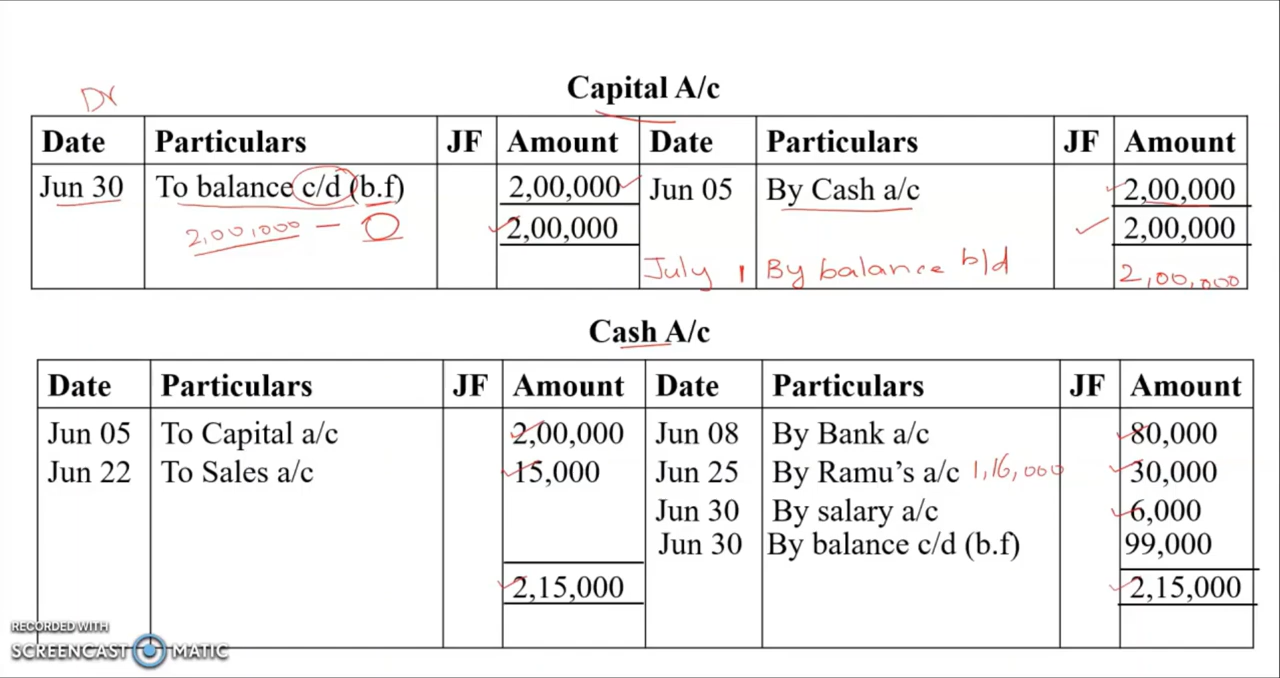 Dr
Capital A/c
Date Particulars JF Amount Date Particulars JF Amount
Jun 30 To balance c/d (b.f) 2,00,000 Jun 05 By Cash a/c 2,00,000
2,00,000 – 0 2,00,000 2,00,000
July 1 By balance b/d 2,00,000
Cash A/c
Date Particulars JF Amount Date Particulars JF Amount
Jun 05 To Capital a/c 2,00,000 Jun 08 By Bank a/c 80,000
Jun 22 To Sales a/c 15,000 Jun 25 By Ramu's a/c 1,16,000 30,000
Jun 30 By salary a/c 6,000
Jun 30 By balance c/d (b.f) 99,000
2,15,000 2,15,000
RECORDED WITH
SCREENCAST MATIC